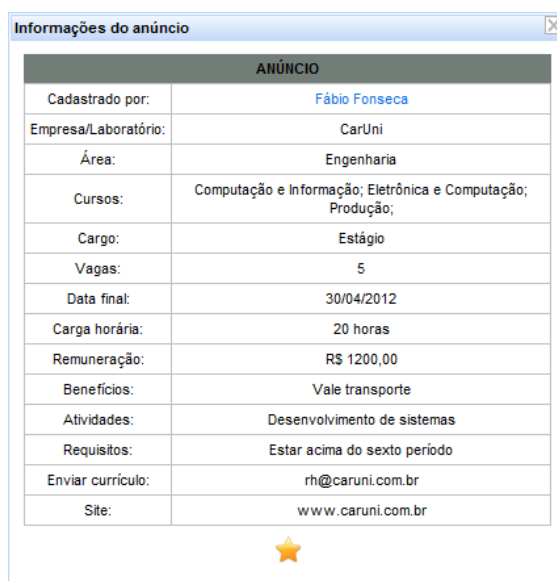 Informações do anúncio
ANÚNCIO
Cadastrado por: Fábio Fonseca
Empresa/Laboratório: CarUni
Área: Engenharia
Cursos: Computação e Informação; Eletrônica e Computação;
Produção;
Cargo: Estágio
Vagas: 5
Data final: 30/04/2012
Carga horária: 20 horas
Remuneração: R$ 1200,00
Benefícios: Vale transporte
Atividades: Desenvolvimento de sistemas
Requisitos: Estar acima do sexto período
Enviar currículo: rh@caruni.com.br
Site: www.caruni.com.br